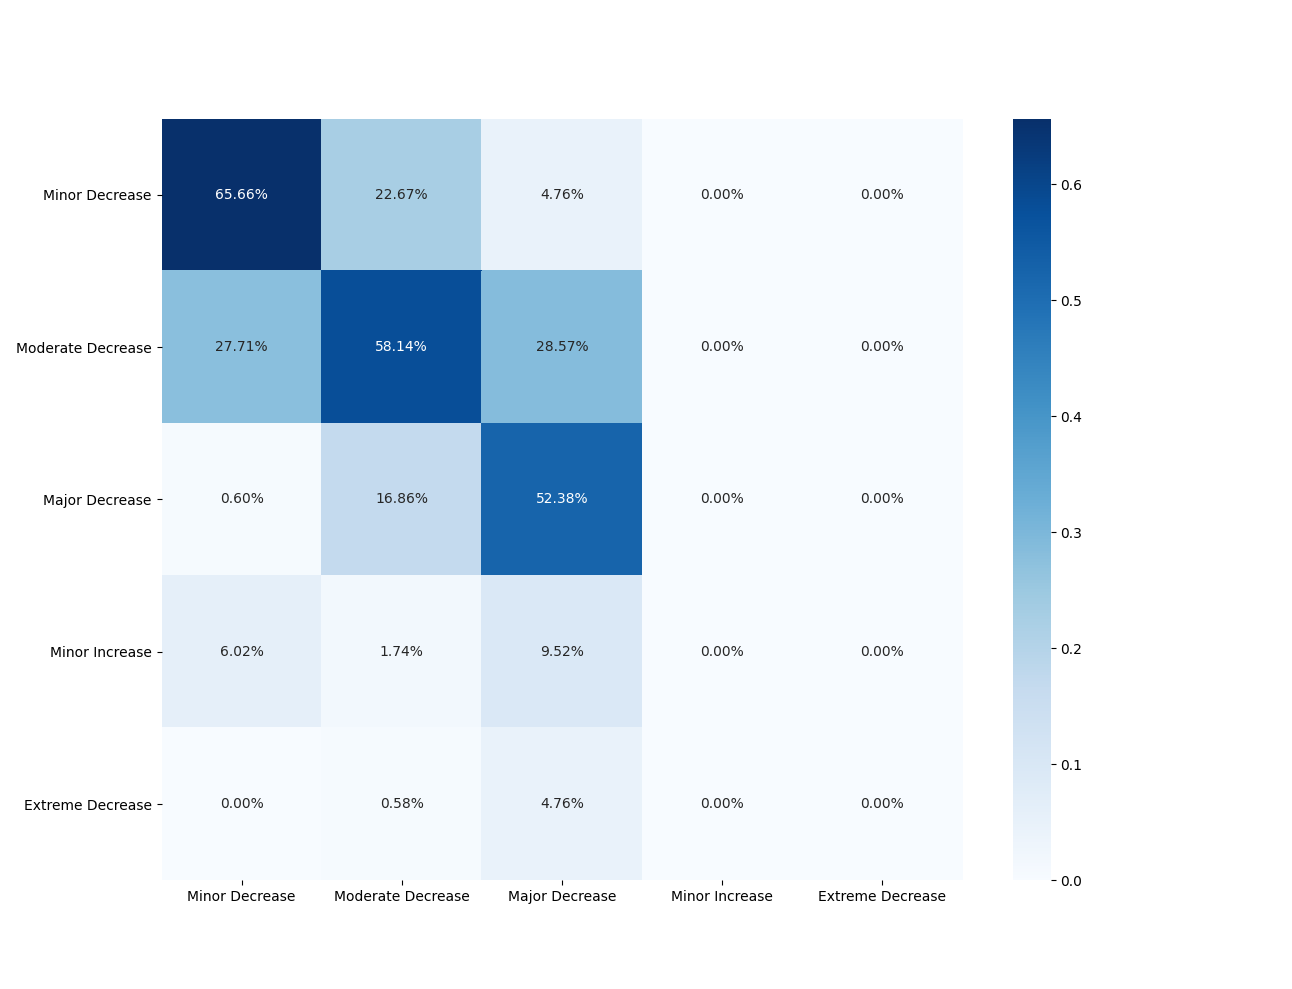 Minor Decrease 65.66% 22.67% 4.76% 0.00% 0.00%
Moderate Decrease 27.71% 58.14% 28.57% 0.00% 0.00%
Major Decrease 0.60% 16.86% 52.38% 0.00% 0.00%
Minor Increase 6.02% 1.74% 9.52% 0.00% 0.00%
Extreme Decrease 0.00% 0.58% 4.76% 0.00% 0.00%
Minor Decrease Moderate Decrease Major Decrease Minor Increase Extreme Decrease
0.6
0.5
0.4
0.3
0.2
0.1
0.0